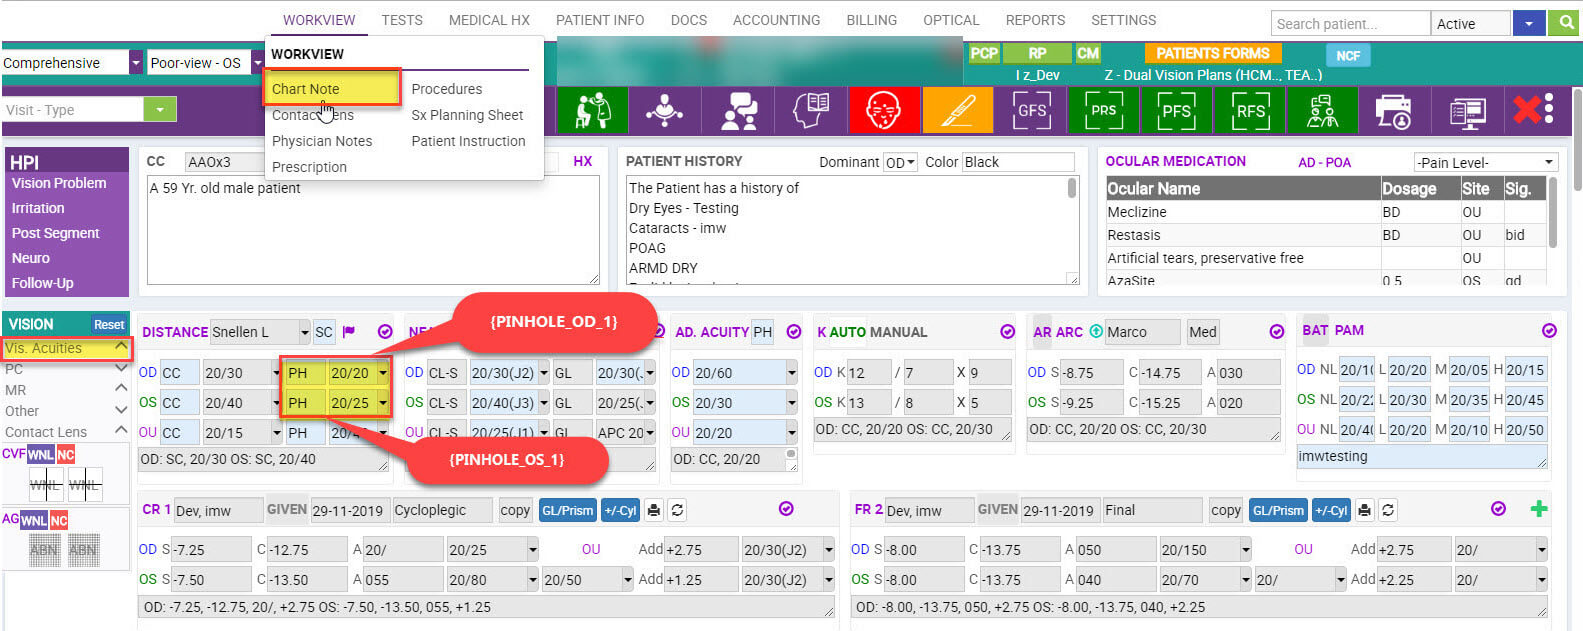 WORKVIEW TESTS MEDICAL HX PATIENT INFO DOCS ACCOUNTING BILLING OPTICAL REPORTS SETTINGS Search patient... Active
WORKVIEW
Chart Note Procedures
Contact Lens Sx Planning Sheet
Physician Notes Patient Instruction
Prescription
Comprehensive Poor-view - OS PCP RP CM PATIENTS FORMS NCF
I z_Dev Z - Dual Vision Plans (HCM.., TEA..)
Visit - Type GFS PRS PFS RFS
HPI
Vision Problem
Irritation
Post Segment
Neuro
Follow-Up
CC AAOx3 HX
A 59 Yr. old male patient
PATIENT HISTORY Dominant OD Color Black
The Patient has a history of
Dry Eyes - Testing
Cataracts - imw
POAG
ARMD DRY
OCULAR MEDICATION AD - POA -Pain Level-
Ocular Name Dosage Site Sig.
Meclizine BD OU
Restasis BD OU bid
Artificial tears, preservative free OU
AzaSite 0.5 OS qd
VISION Reset
Vis. Acuities
PC
MR
Other
Contact Lens
CVF WNL NC
WNL WNL
AG WNL NC
ABN ABN
DISTANCE Snellen L SC
OD CC 20/30 PH 20/20
OS CC 20/40 PH 20/25
OU CC 20/15 PH
OD: SC, 20/30 OS: SC, 20/40
{PINHOLE_OD_1}
{PINHOLE_OS_1}
OD CL-S 20/30(J2) GL 20/30(.
OS CL-S 20/40(J3) GL 20/25(.
OU CL-S 20/25(J1) GL APC 20
AD. ACUITY PH
OD 20/60
OS 20/30
OU 20/20
OD: CC, 20/20
K AUTO MANUAL
OD K 12 / 7 X 9
OS K 13 / 8 X 5
OD: CC, 20/20 OS: CC, 20/30
AR ARC Marco Med
OD S -8.75 C -14.75 A 030
OS S -9.25 C -15.25 A 020
OD: CC, 20/20 OS: CC, 20/30
BAT PAM
OD NL 20/10 L 20/20 M 20/05 H 20/15
OS NL 20/22 L 20/30 M 20/35 H 20/45
OU NL 20/40 L 20/20 M 20/10 H 20/50
imwtesting
CR 1 Dev, imw GIVEN 29-11-2019 Cycloplegic copy GL/Prism +/-Cyl
OD S -7.25 C -12.75 A 20/ 20/25 OU Add +2.75 20/30(J2)
OS S -7.50 C -13.50 A 055 20/80 20/50 Add +1.25 20/30(J2)
OD: -7.25, -12.75, 20/, +2.75 OS: -7.50, -13.50, 055, +1.25
FR 2 Dev, imw GIVEN 29-11-2019 Final copy GL/Prism +/-Cyl
OD S -8.00 C -13.75 A 050 20/150 OU Add +2.75 20/
OS S -8.00 C -13.75 A 040 20/70 20/ Add +2.25 20/
OD: -8.00, -13.75, 050, +2.75 OS: -8.00, -13.75, 040, +2.25